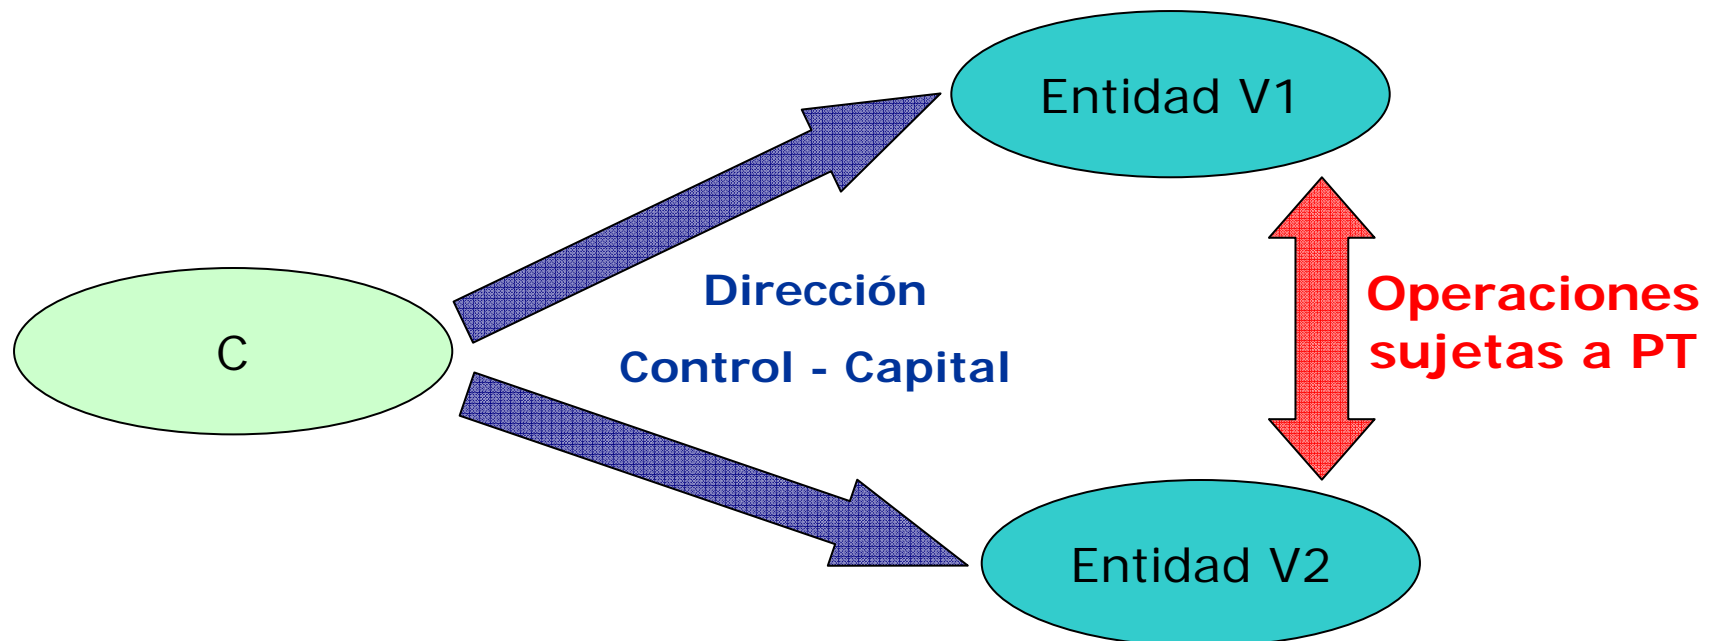 Entidad V1
C
Dirección
Control - Capital
Operaciones
sujetas a PT
Entidad V2